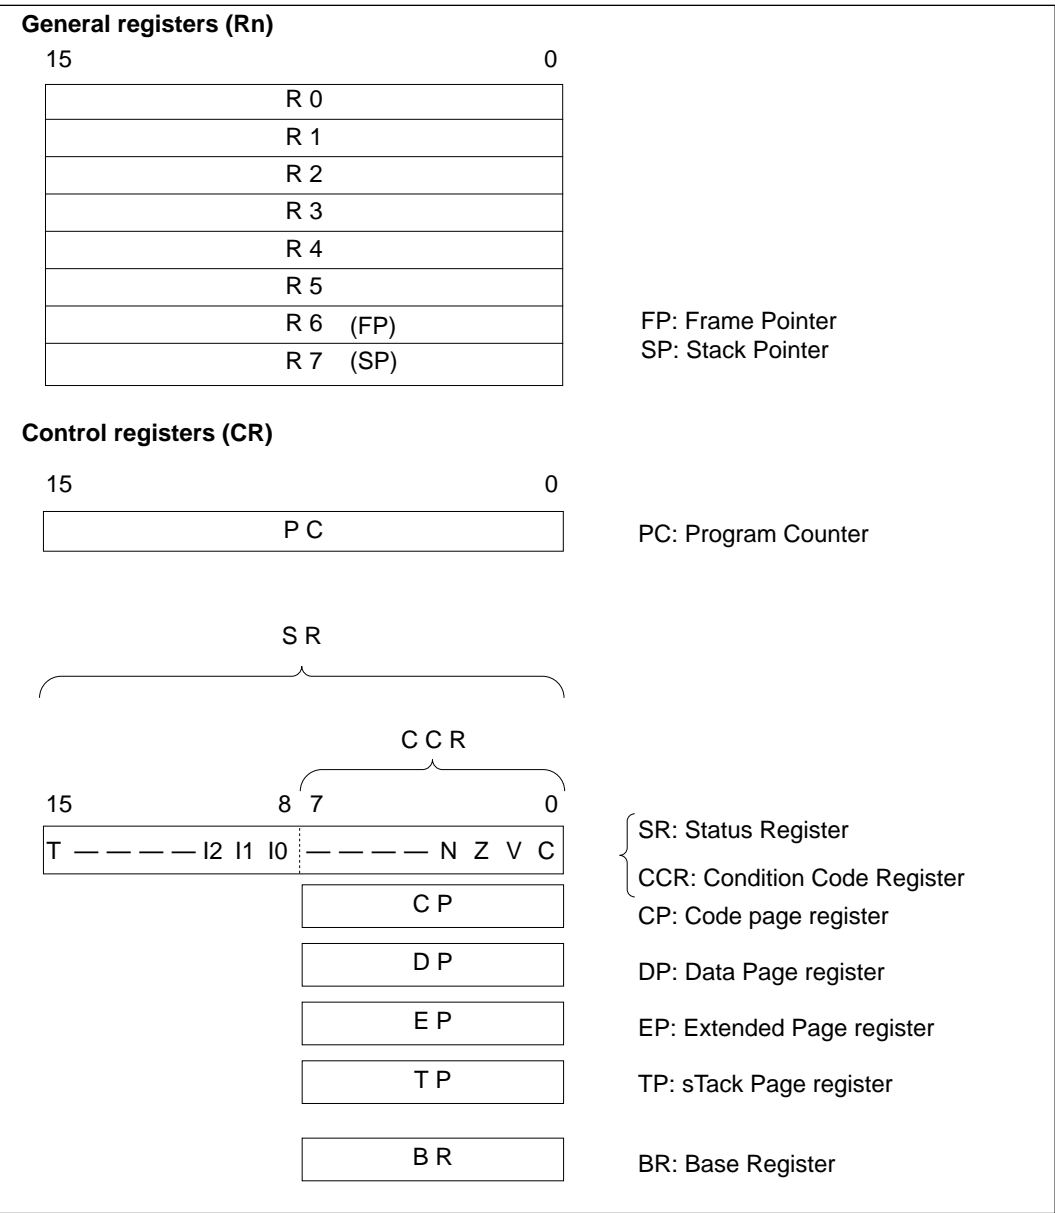 General registers (Rn)
15 0
R 0
R 1
R 2
R 3
R 4
R 5
R 6 (FP) FP: Frame Pointer
R 7 (SP) SP: Stack Pointer
Control registers (CR)
15 0
P C PC: Program Counter
S R
C C R
15 8 7 0
SR: Status Register
T — — — — I2 I1 I0 — — — — N Z V C
CCR: Condition Code Register
C P CP: Code page register
D P DP: Data Page register
E P EP: Extended Page register
T P TP: sTack Page register
B R BR: Base Register